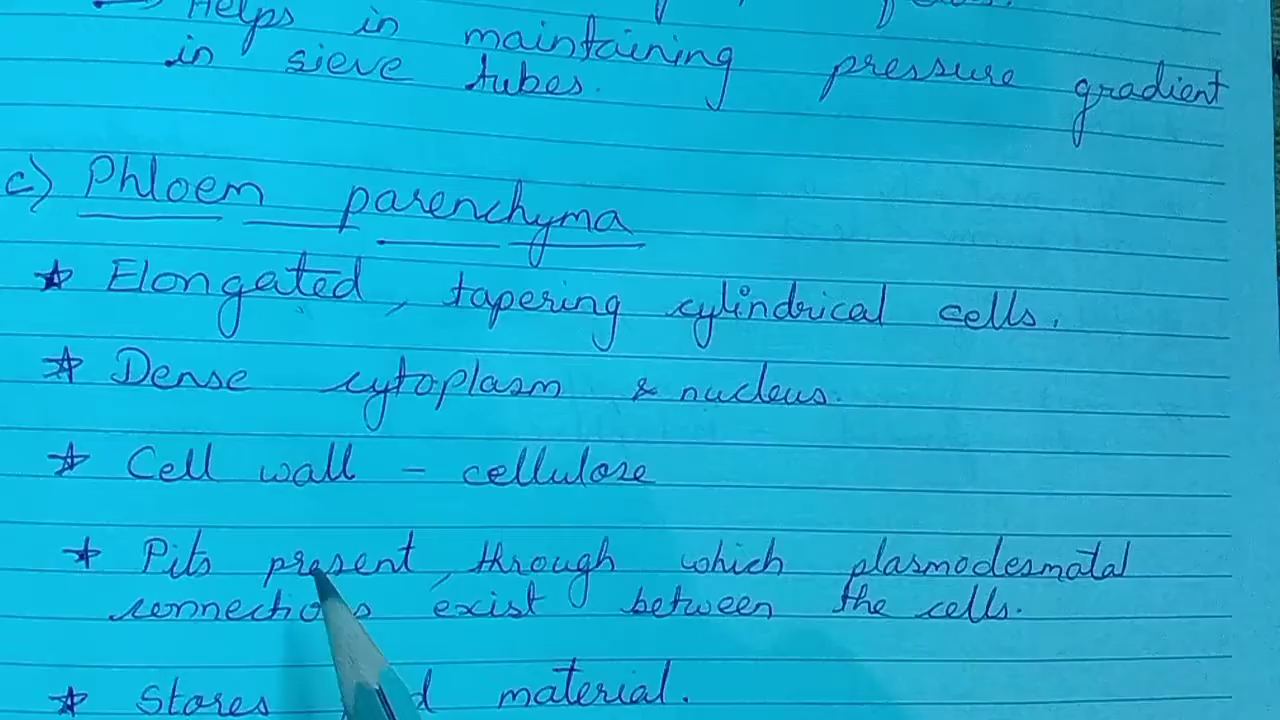 Helps in maintaining pressure gradient
in sieve tubes.
c) Phloem parenchyma
* Elongated, tapering cylindrical cells.
* Dense cytoplasm & nucleus.
* Cell wall - cellulose
* Pits present, through which plasmodesmatal
connections exist between the cells.
* Stores material.